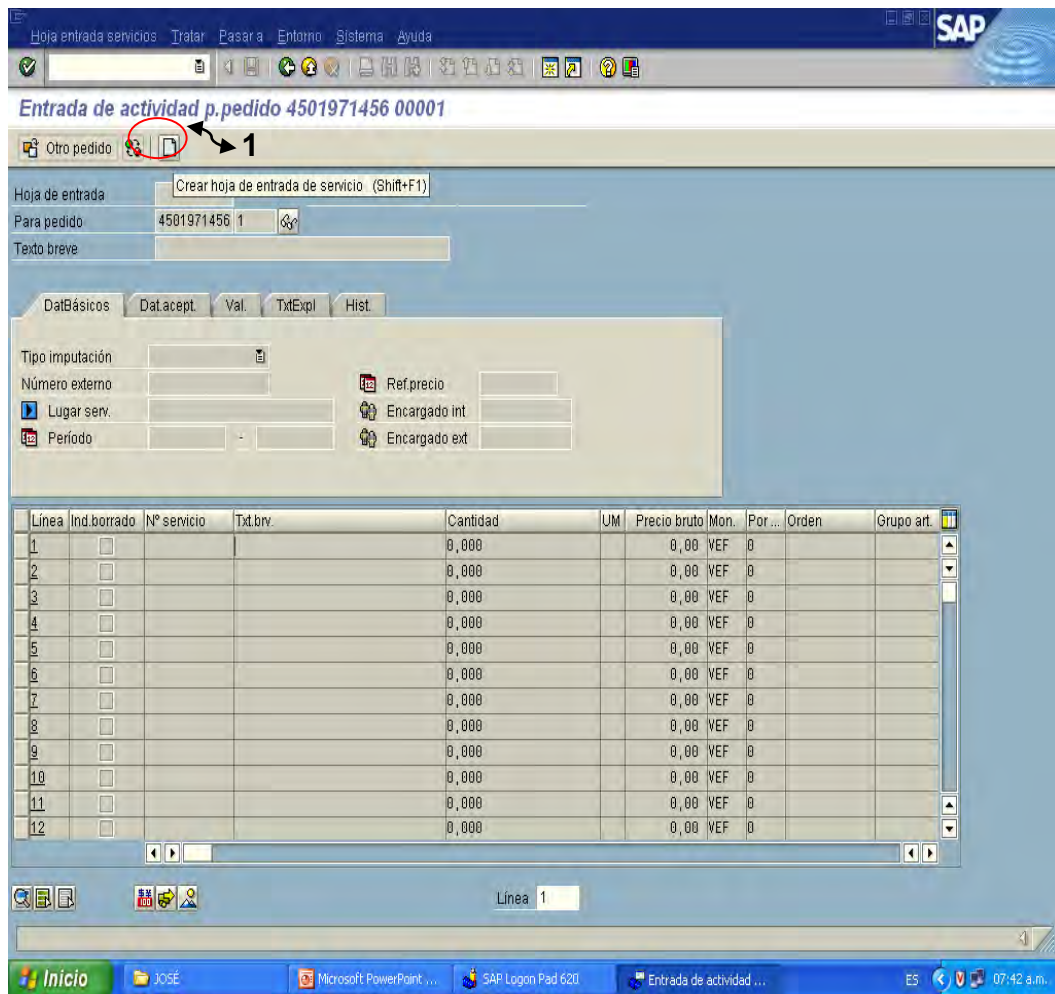 Hoja entrada servicios Tratar Pasar a Entorno Sistema Ayuda
SAP
Entrada de actividad p.pedido 4501971456 00001
Otro pedido
1
Crear hoja de entrada de servicio (Shift+F1)
Hoja de entrada
Para pedido 4501971456 1
Texto breve
DatBásicos Dat.acept. Val. TxtExpl Hist.
Tipo imputación
Número externo Ref.precio
Lugar serv. Encargado int
Período - Encargado ext
Línea Ind.borrado Nº servicio Txt.brv. Cantidad UM Precio bruto Mon. Por ... Orden Grupo art.
1 0,000 0,00 VEF 0
2 0,000 0,00 VEF 0
3 0,000 0,00 VEF 0
4 0,000 0,00 VEF 0
5 0,000 0,00 VEF 0
6 0,000 0,00 VEF 0
7 0,000 0,00 VEF 0
8 0,000 0,00 VEF 0
9 0,000 0,00 VEF 0
10 0,000 0,00 VEF 0
11 0,000 0,00 VEF 0
12 0,000 0,00 VEF 0
Línea 1
Inicio JOSÉ Microsoft PowerPoint ... SAP Logon Pad 620 Entrada de actividad ... ES 07:42 a.m.